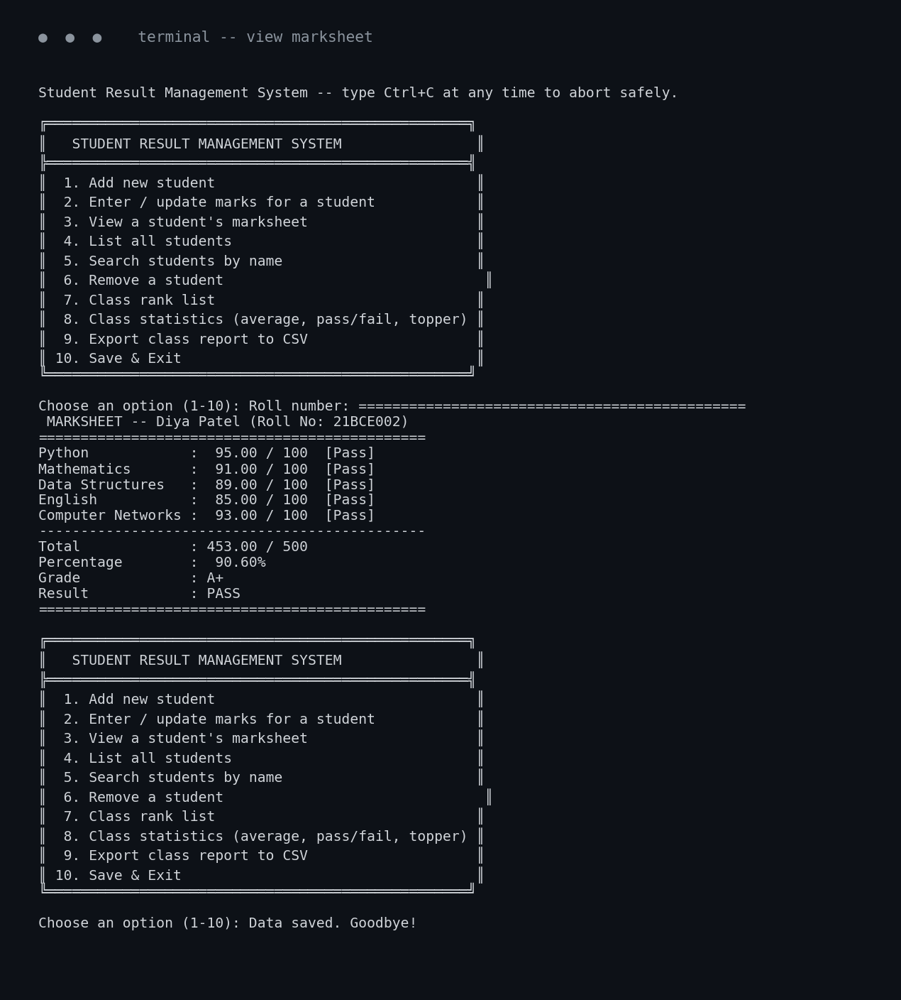 ● ● ●    terminal -- view marksheet
Student Result Management System -- type Ctrl+C at any time to abort safely.
╔══════════════════════════════════════════════════╗
║   STUDENT RESULT MANAGEMENT SYSTEM                ║
╠══════════════════════════════════════════════════╣
║  1. Add new student                               ║
║  2. Enter / update marks for a student            ║
║  3. View a student's marksheet                    ║
║  4. List all students                             ║
║  5. Search students by name                       ║
║  6. Remove a student                               ║
║  7. Class rank list                               ║
║  8. Class statistics (average, pass/fail, topper) ║
║  9. Export class report to CSV                    ║
║ 10. Save & Exit                                   ║
╚══════════════════════════════════════════════════╝
Choose an option (1-10): Roll number: ==============================================
 MARKSHEET -- Diya Patel (Roll No: 21BCE002)
==============================================
Python            :  95.00 / 100  [Pass]
Mathematics       :  91.00 / 100  [Pass]
Data Structures   :  89.00 / 100  [Pass]
English           :  85.00 / 100  [Pass]
Computer Networks :  93.00 / 100  [Pass]
----------------------------------------------
Total             : 453.00 / 500
Percentage        :  90.60%
Grade             : A+
Result            : PASS
==============================================
╔══════════════════════════════════════════════════╗
║   STUDENT RESULT MANAGEMENT SYSTEM                ║
╠══════════════════════════════════════════════════╣
║  1. Add new student                               ║
║  2. Enter / update marks for a student            ║
║  3. View a student's marksheet                    ║
║  4. List all students                             ║
║  5. Search students by name                       ║
║  6. Remove a student                               ║
║  7. Class rank list                               ║
║  8. Class statistics (average, pass/fail, topper) ║
║  9. Export class report to CSV                    ║
║ 10. Save & Exit                                   ║
╚══════════════════════════════════════════════════╝
Choose an option (1-10): Data saved. Goodbye!